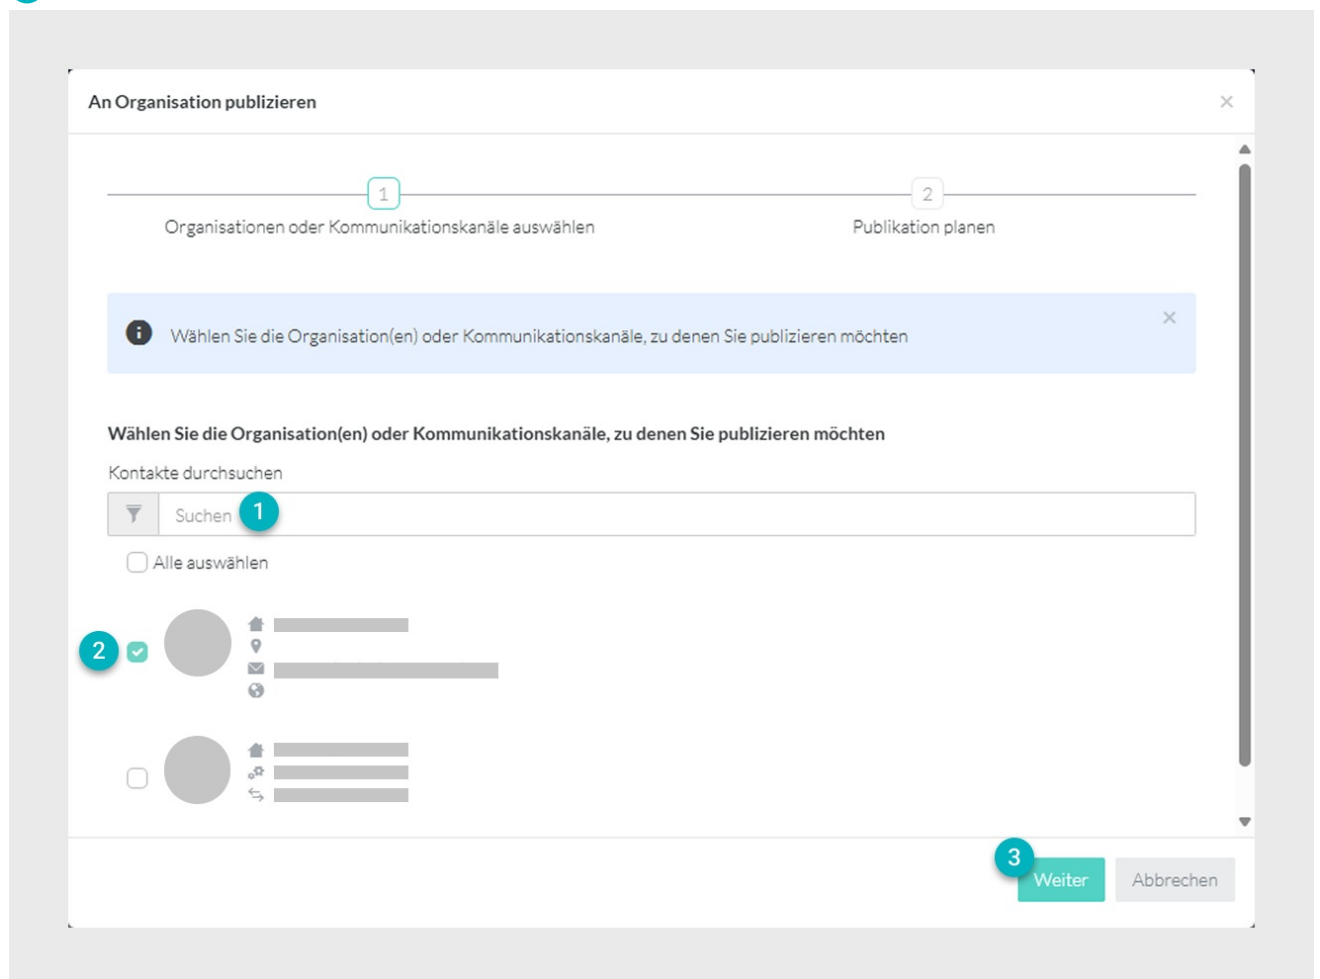 An Organisation publizieren
1
2
Organisationen oder Kommunikationskanäle auswählen
Publikation planen
Wählen Sie die Organisation(en) oder Kommunikationskanäle, zu denen Sie publizieren möchten
Wählen Sie die Organisation(en) oder Kommunikationskanäle, zu denen Sie publizieren möchten
Kontakte durchsuchen
Suchen 1
Alle auswählen
2
3
Weiter
Abbrechen